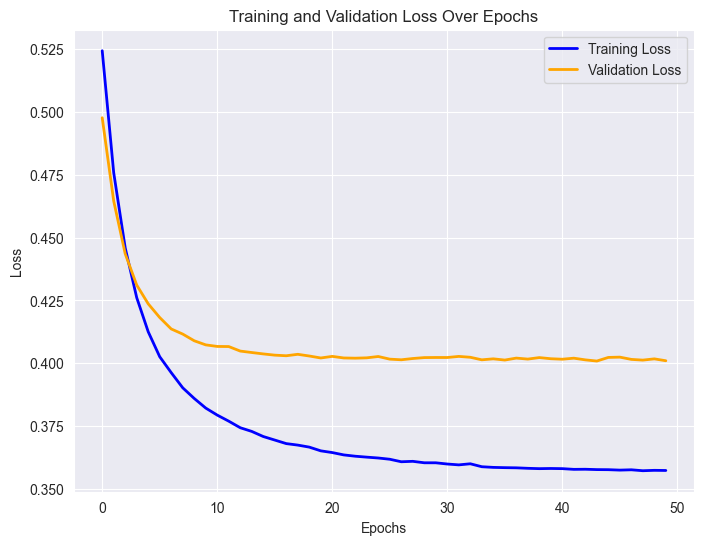 Training and Validation Loss Over Epochs
Training Loss
Validation Loss
0.525
0.500
0.475
0.450
0.425
0.400
0.375
0.350
Loss
0
10
20
30
40
50
Epochs